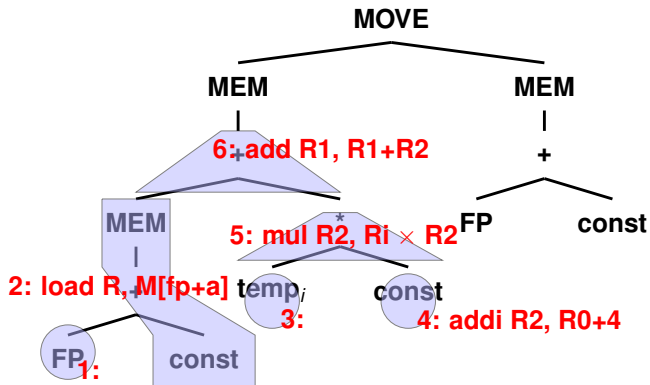 MOVE
MEM MEM
+ +
6: add R1, R1+R2
MEM * FP const
5: mul R2, Ri × R2
+ temp_i const
2: load R, M[fp+a]
3: 4: addi R2, R0+4
FP const
1: